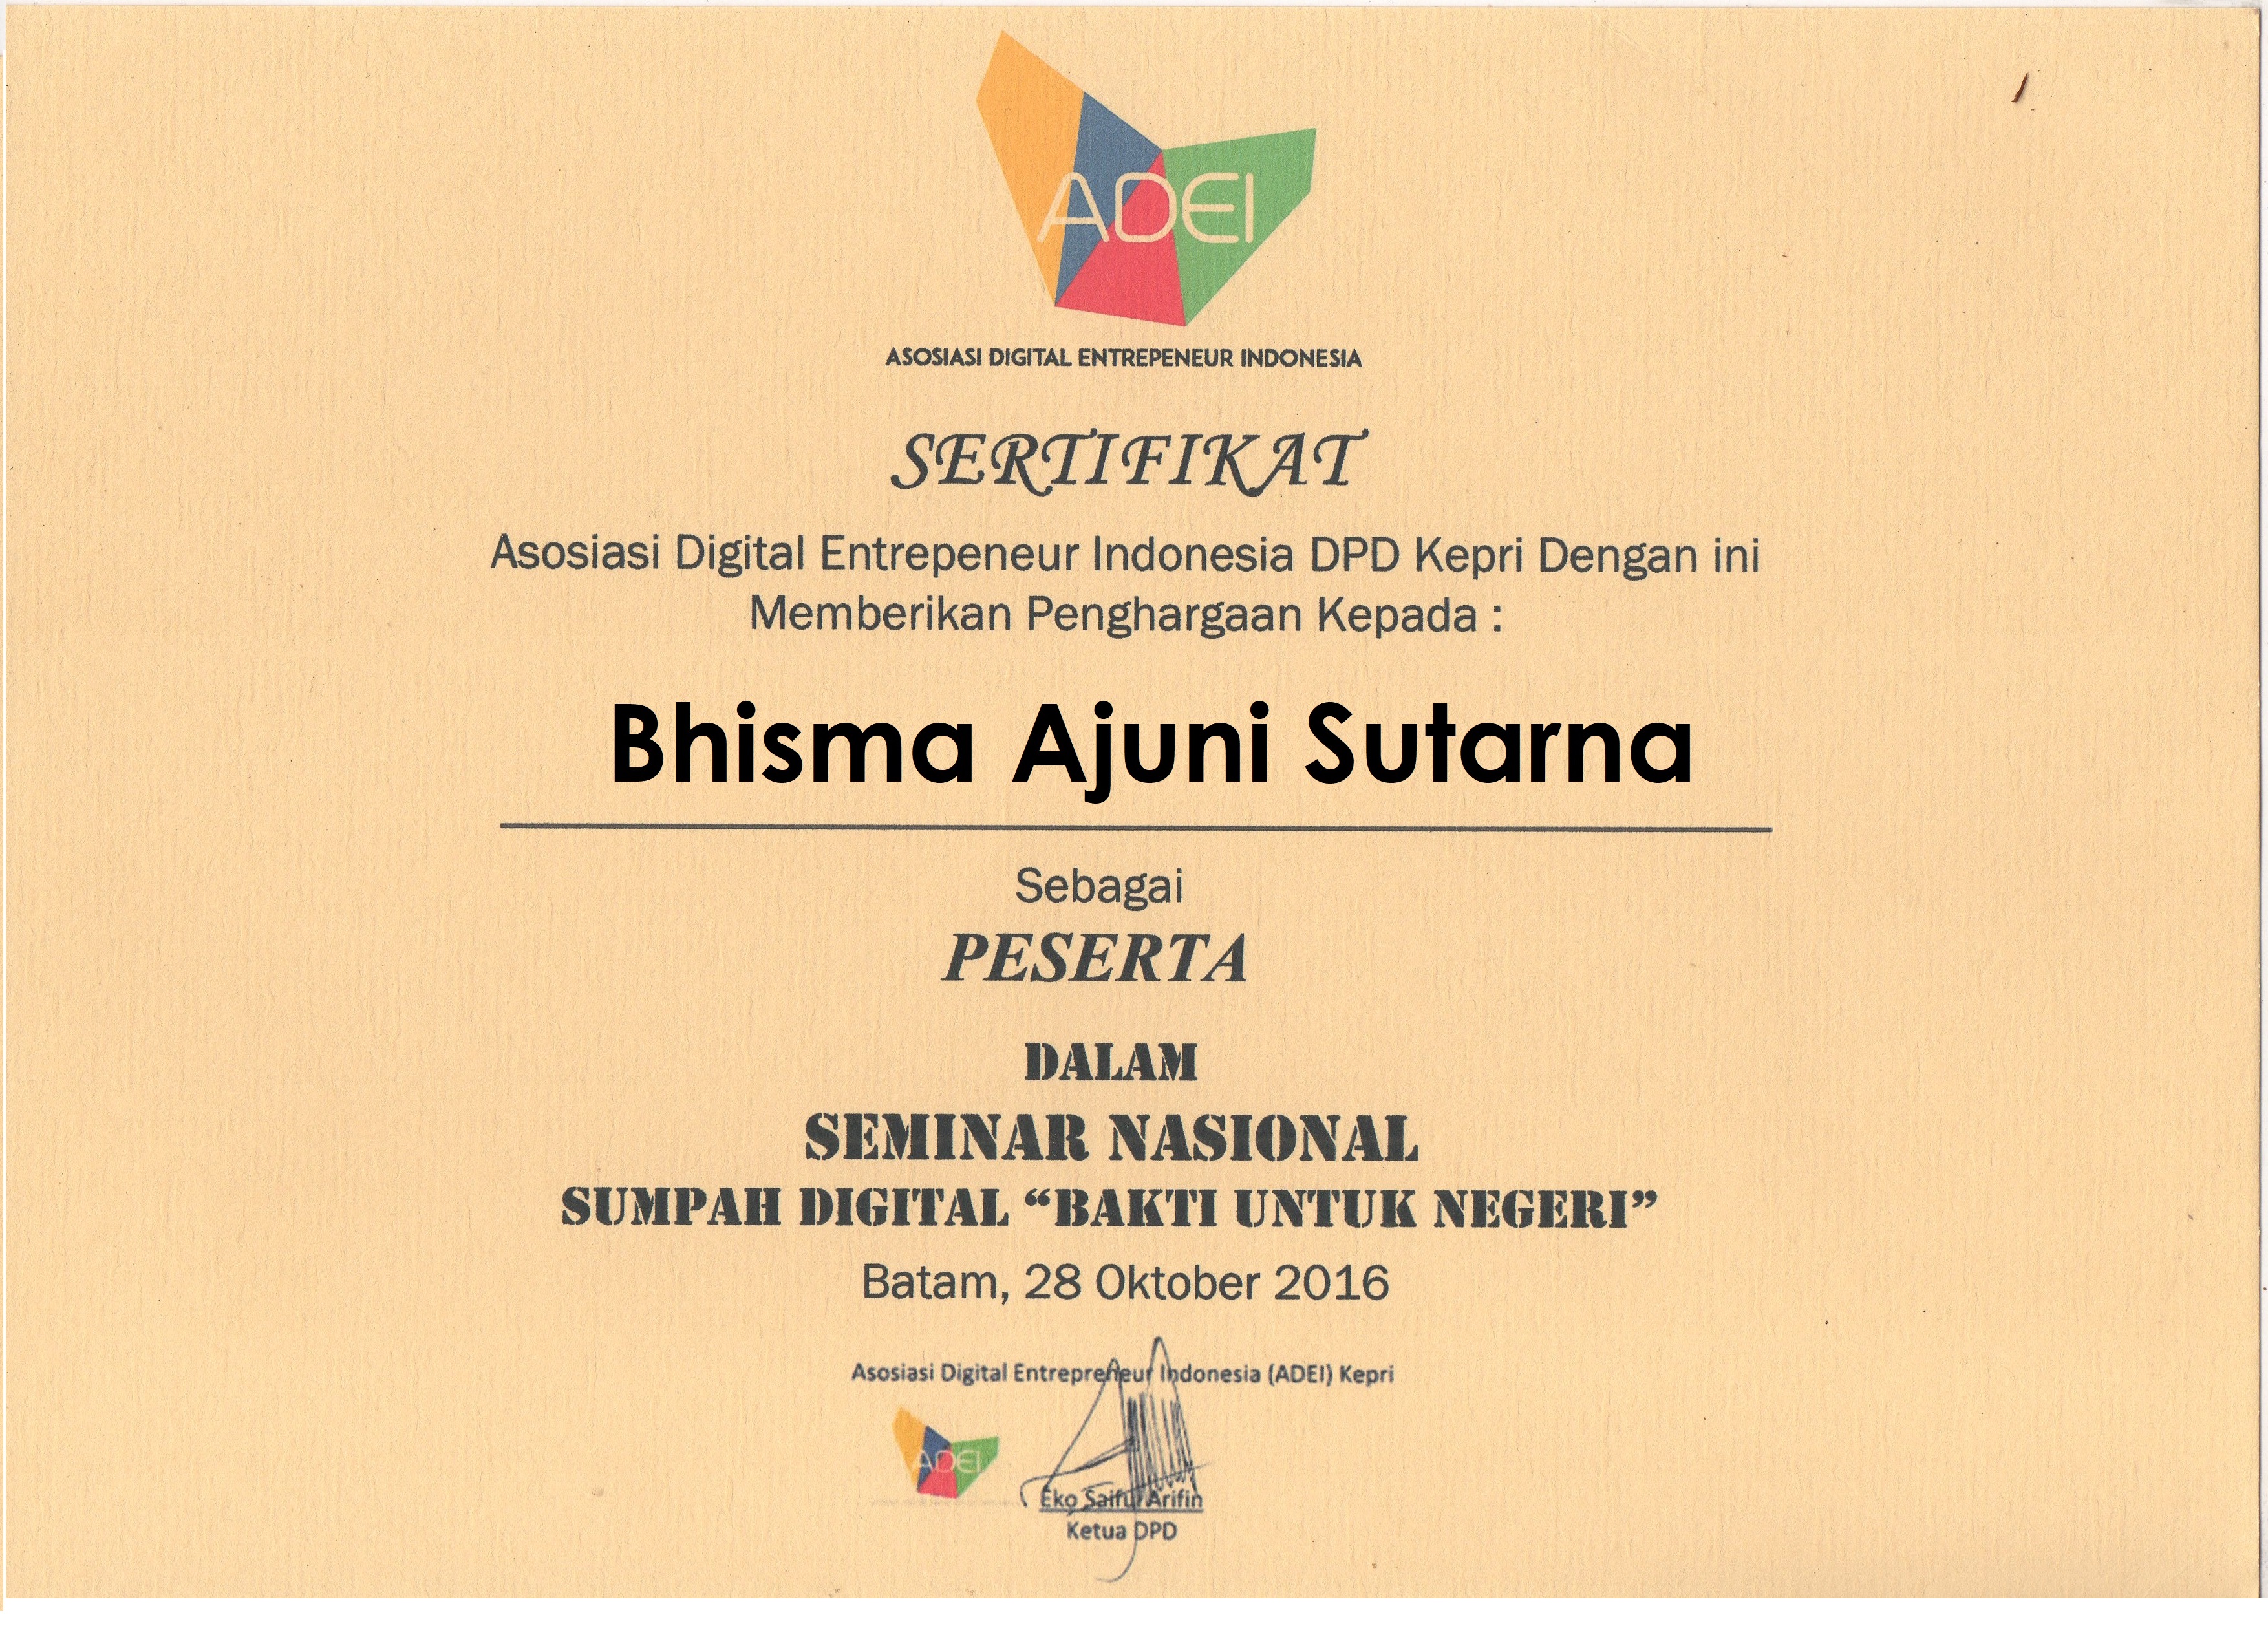 ADEI
ASOSIASI DIGITAL ENTREPENEUR INDONESIA
SERTIFIKAT
Asosiasi Digital Entrepeneur Indonesia DPD Kepri Dengan ini
Memberikan Penghargaan Kepada :
Bhisma Ajuni Sutarna
Sebagai
PESERTA
DALAM
SEMINAR NASIONAL
SUMPAH DIGITAL “BAKTI UNTUK NEGERI”
Batam, 28 Oktober 2016
Asosiasi Digital Entrepreneur Indonesia (ADEI) Kepri
ADEI
Eko Saiful Arifin
Ketua DPD